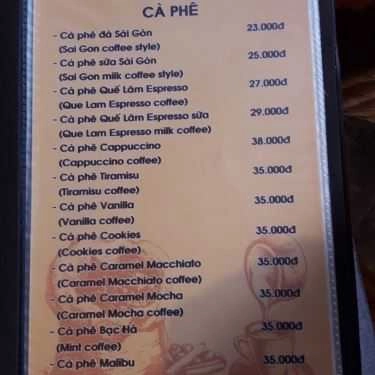 CÀ PHÊ
- Cà phê đá Sài Gòn 23.000đ
(Sai Gon coffee style)
- Cà phê sữa Sài Gòn 25.000đ
(Sai Gon milk coffee style)
- Cà phê Quế Lâm Espresso 27.000đ
(Que Lam Espresso coffee)
- Cà phê Quế Lâm Espresso sữa 29.000đ
(Que Lam Espresso milk coffee)
- Cà phê Cappuccino 38.000đ
(Cappuccino coffee)
- Cà phê Tiramisu 35.000đ
(Tiramisu coffee)
- Cà phê Vanilla 35.000đ
(Vanilla coffee)
- Cà phê Cookies 35.000đ
(Cookies coffee)
- Cà phê Caramel Macchiato 35.000đ
(Caramel Macchiato coffee)
- Cà phê Caramel Mocha 35.000đ
(Caramel Mocha coffee)
- Cà phê Bạc Hà 35.000đ
(Mint coffee)
- Cà phê Malibu 35.000đ